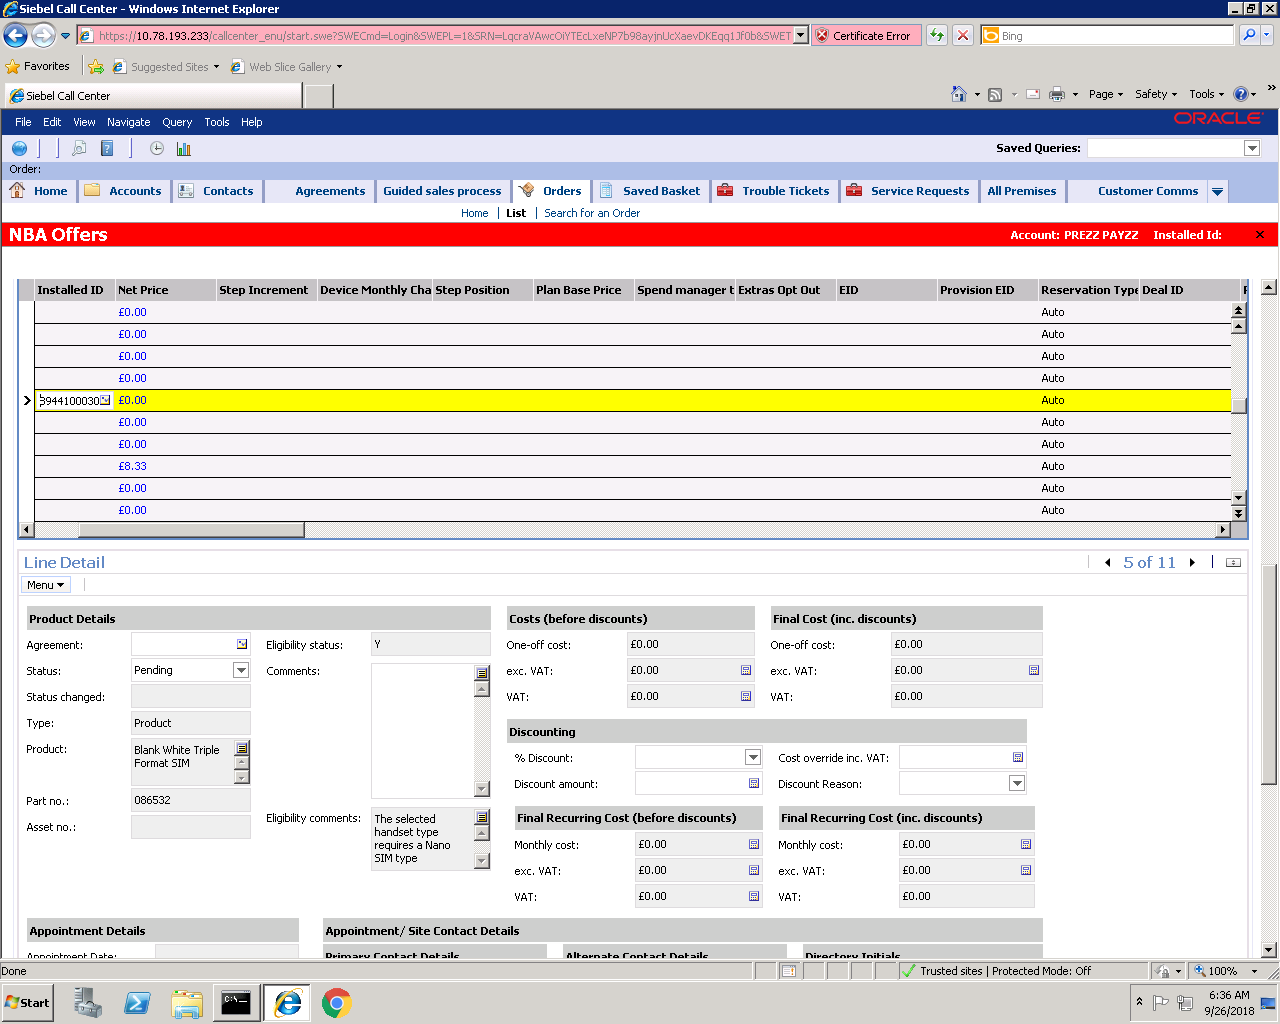 Siebel Call Center - Windows Internet Explorer
https://10.78.193.233/callcenter_enu/start.swe?SWECmd=Login&SWEPL=1&SRN=LqcraVAwcOiYTEcLxeNP7b98ayjnUcXaevDKEqq1Jf0b&SWET
Certificate Error
Bing
Favorites
Suggested Sites
Web Slice Gallery
Siebel Call Center
Page
Safety
Tools
File Edit View Navigate Query Tools Help
ORACLE
Saved Queries:
Order:
Home Accounts Contacts Agreements Guided sales process Orders Saved Basket Trouble Tickets Service Requests All Premises Customer Comms
Home | List | Search for an Order
NBA Offers
Account: PREZZ PAYZZ Installed Id:
Installed ID Net Price Step Increment Device Monthly Cha Step Position Plan Base Price Spend manager t Extras Opt Out EID Provision EID Reservation Type Deal ID
£0.00 Auto
£0.00 Auto
£0.00 Auto
£0.00 Auto
3944100030 £0.00 Auto
£0.00 Auto
£0.00 Auto
£8.33 Auto
£0.00 Auto
£0.00 Auto
Line Detail
5 of 11
Menu
Product Details
Agreement:
Status: Pending
Status changed:
Type: Product
Product: Blank White Triple
Format SIM
Part no.: 086532
Asset no.:
Eligibility status: Y
Comments:
Eligibility comments: The selected
handset type
requires a Nano
SIM type
Costs (before discounts)
One-off cost: £0.00
exc. VAT: £0.00
VAT: £0.00
Final Cost (inc. discounts)
One-off cost: £0.00
exc. VAT: £0.00
VAT: £0.00
Discounting
% Discount:
Cost override inc. VAT:
Discount amount:
Discount Reason:
Final Recurring Cost (before discounts)
Monthly cost: £0.00
exc. VAT: £0.00
VAT: £0.00
Final Recurring Cost (inc. discounts)
Monthly cost: £0.00
exc. VAT: £0.00
VAT: £0.00
Appointment Details
Appointment/ Site Contact Details
Appointment Date:
Primary Contact Details
Alternate Contact Details
Directory Initials
Done
Trusted sites | Protected Mode: Off
100%
Start
6:36 AM
9/26/2018